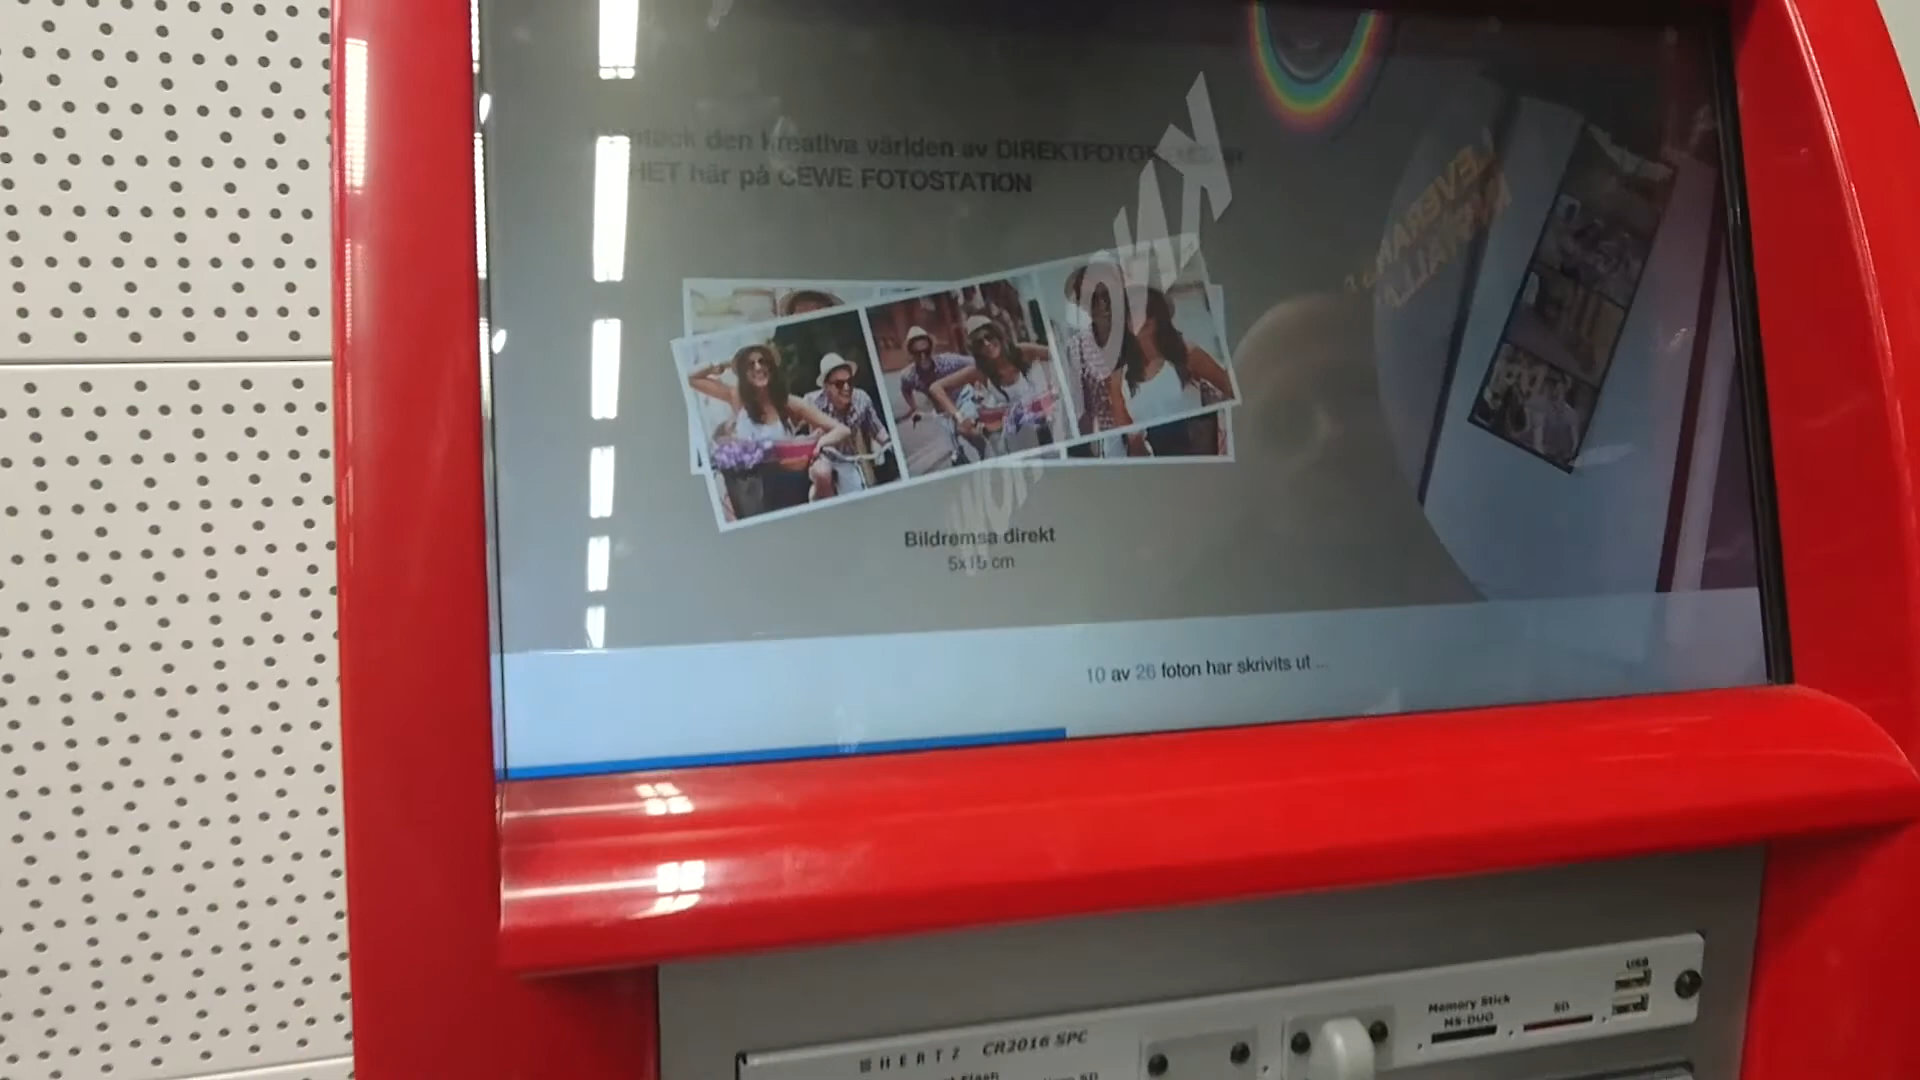 den kreativa världen av
HET här på CEWE FOTOSTATION
Bildremsa direkt
5x15 cm
10 av 26 foton har skrivits ut ...
USB
Memory Stick
MS-DUO
SD
HERTZ CR2016 SPC